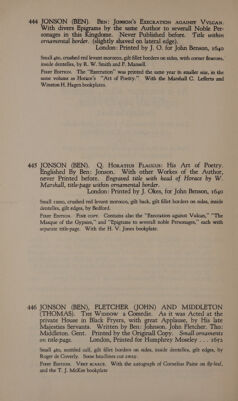 444 JONSON (BEN). Ben: Jonson's Execration against Vulcan.
With divers Epigrams by the same Author to severall Noble Per-
sonages in this Kingdome. Never Published before. Title within
ornamental border. (slightly shaved on lateral edge).
London: Printed by J. O. for John Benson, 1640
Small 4to, crushed red levant morocco, gilt fillet borders on sides, with corner fleurons,
inside dentelles, by R. W. Smith and P. Maxwell.
First Edition. The "Execration" was printed the same year in smaller size, in the
same volume as Horace's "Art of Poetry." With the Marshall C. Lefferts and
Winston H. Hagen bookplates.
445 JONSON (BEN). Q. Horatius Flaccus: His Art of Poetry.
Englished By Ben: Jonson. With other Workes of the Author,
never Printed before. Engraved title with head of Horace by W.
Marshall, title-page within ornamental border.
London: Printed by J. Okes, for John Benson, 1640
Small 12mo, crushed red levant morocco, gilt back, gilt fillet borders on sides, inside
dentelles, gilt edges, by Bedford.
First Edition. Fine copy. Contains also the "Execration against Vulcan," "The
Masque of the Gypsies," and "Epigrams to severall noble Personages," each with
separate title-page. With the H. V. Jones bookplate.
446 JONSON (BEN), FLETCHER (JOHN) AND MIDDLETON
(THOMAS). The Widdow a Comedie. As it was Acted at the
private House in Black Fryers, with great Applause, by His late
Majesties Servants. Written by Ben: Johnson. John Fletcher. Tho:
Middleton. Gent. Printed by the Originall Copy. Small ornaments
on title-page. London, Printed for Humphrey Moseley . . . 1652
Small 4to, mottled calf, gilt fillet borders on sides, inside dentelles, gilt edges, by
Roger de Coverly. Some headlines cut away.
First Edition. Very scarce. With the autograph of Cornelius Paine on fly-leaf,
and the T. J. McKee bookplate